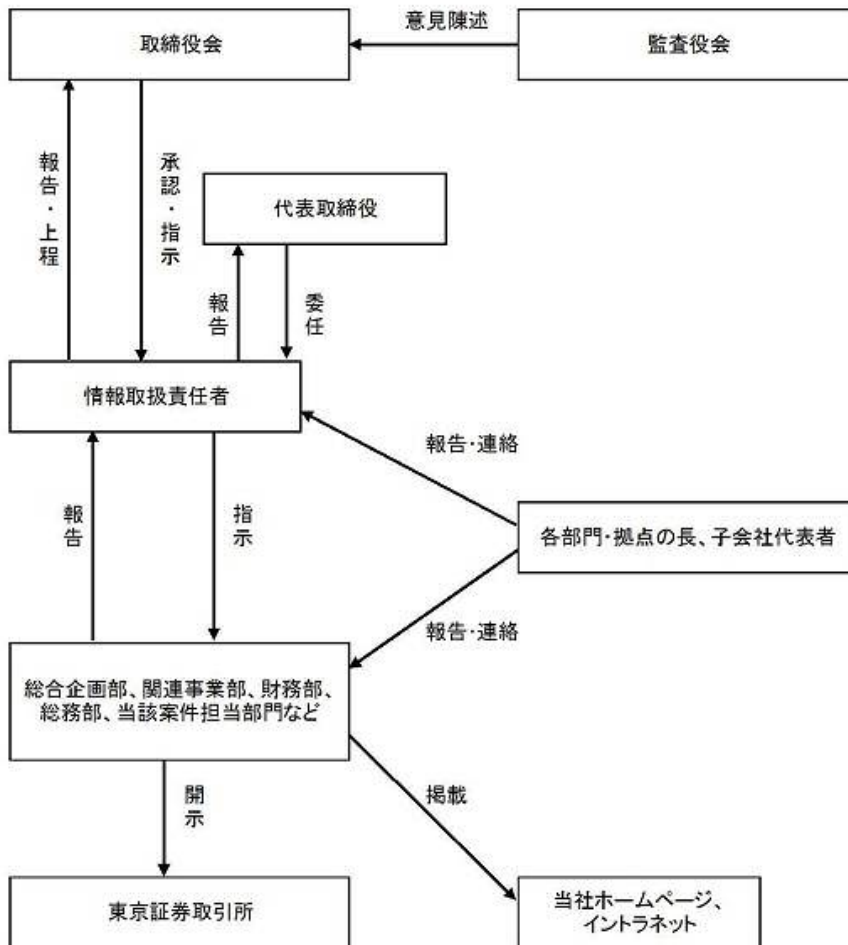 意見陳述
取締役会
監査役会
報告・上程
承認・指示
代表取締役
報告
委任
情報取扱責任者
報告・連絡
報告
指示
各部門・拠点の長、子会社代表者
報告・連絡
総合企画部、関連事業部、財務部、
総務部、当該案件担当部門など
開示
掲載
東京証券取引所
当社ホームページ、
イントラネット